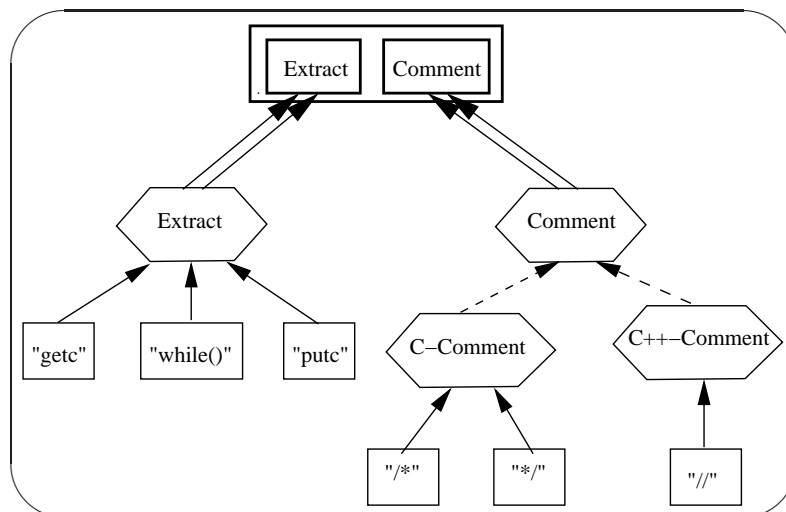 Extract
Comment
Extract
Comment
C−Comment
C++−Comment
"getc"
"while()"
"putc"
"/*"
"*/"
"//"